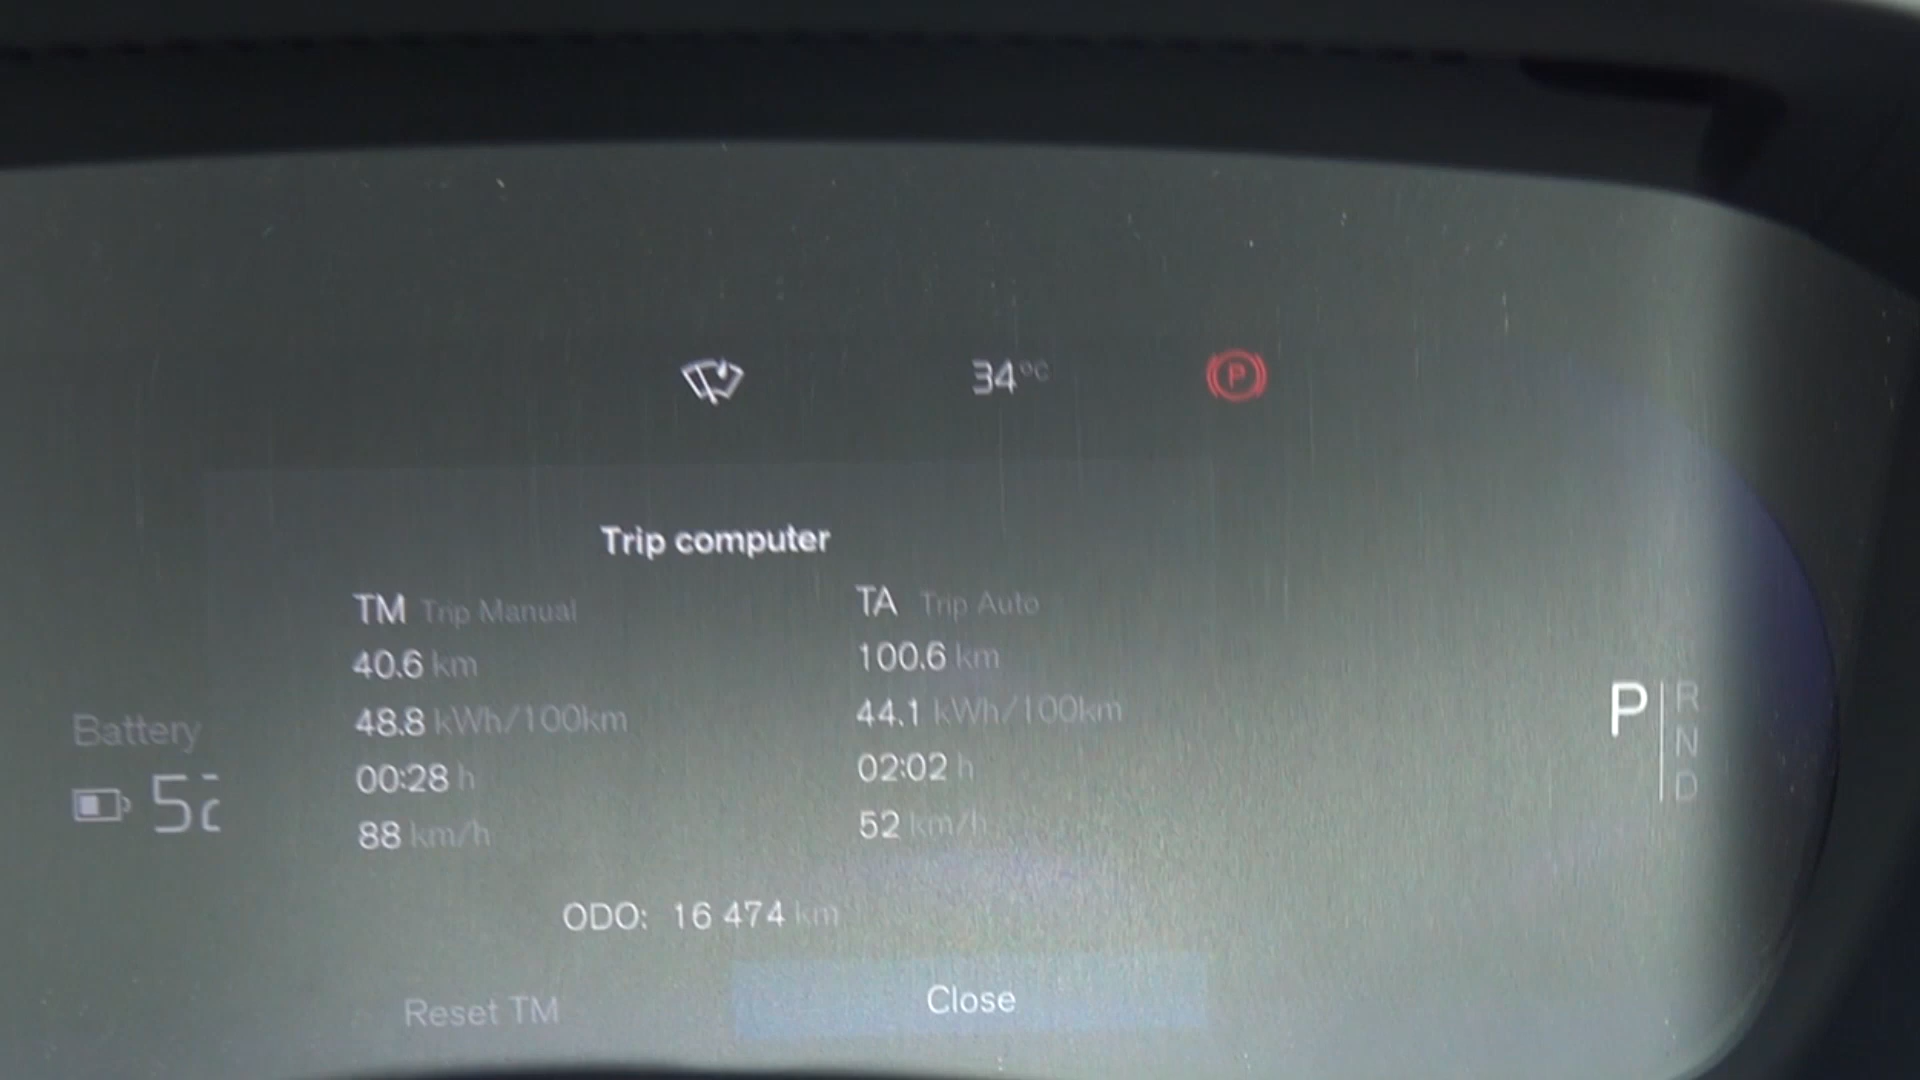 34°C
P
Trip computer
TM Trip Manual
TA Trip Auto
40.6 km
100.6 km
48.8 kWh/100km
44.1 kWh/100km
00:28 h
02:02 h
88 km/h
52 km/h
ODO: 16 474 km
Reset TM
Close
Battery
P
R
N
D